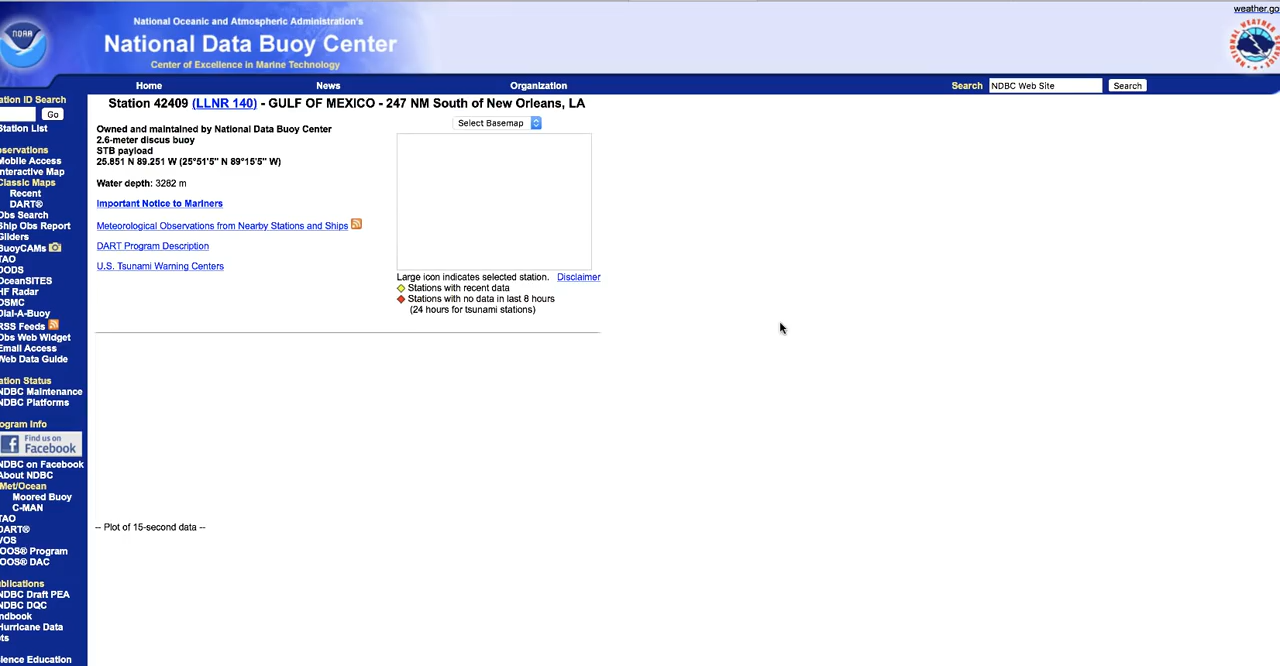 weather.go
NOAA
National Oceanic and Atmospheric Administration's
National Data Buoy Center
Center of Excellence in Marine Technology
Home News Organization Search NDBC Web Site Search
ation ID Search
Go
Station List
servations
Mobile Access
nteractive Map
Classic Maps
Recent
DART®
Obs Search
Ship Obs Report
Gliders
BuoyCAMs
TAO
DODS
OceanSITES
HF Radar
OSMC
Dial-A-Buoy
RSS Feeds
Obs Web Widget
Email Access
Web Data Guide
ation Status
NDBC Maintenance
NDBC Platforms
ogram Info
Find us on
Facebook
NDBC on Facebook
About NDBC
Met/Ocean
Moored Buoy
C-MAN
TAO
DART®
VOS
OOS® Program
OOS® DAC
blications
NDBC Draft PEA
NDBC DQC
ndbook
Hurricane Data
ts
ience Education
Station 42409 (LLNR 140) - GULF OF MEXICO - 247 NM South of New Orleans, LA
Owned and maintained by National Data Buoy Center
2.6-meter discus buoy
STB payload
25.851 N 89.251 W (25°51'5" N 89°15'5" W)
Water depth: 3282 m
Important Notice to Mariners
Meteorological Observations from Nearby Stations and Ships
DART Program Description
U.S. Tsunami Warning Centers
Select Basemap
Large icon indicates selected station. Disclaimer
Stations with recent data
Stations with no data in last 8 hours
(24 hours for tsunami stations)
-- Plot of 15-second data --